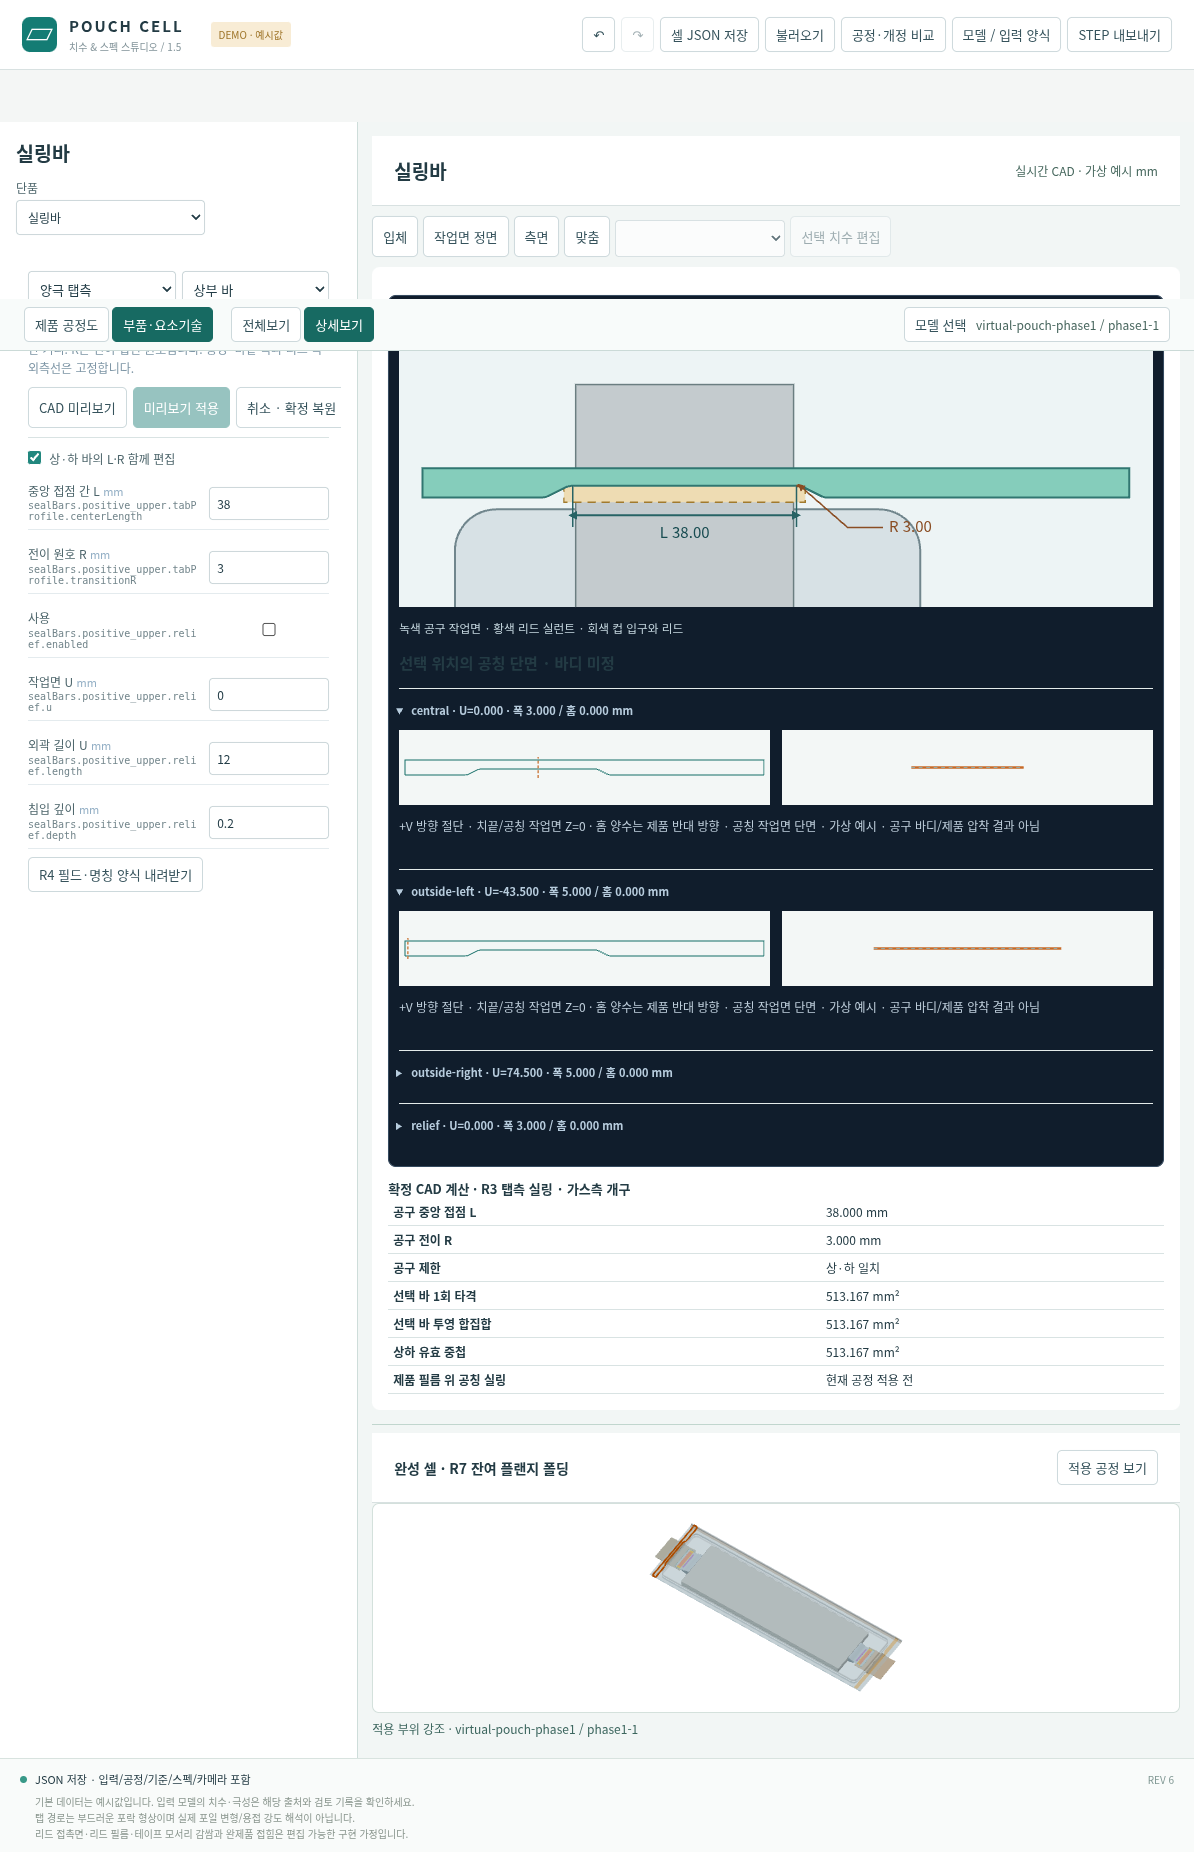 POUCH CELL
치수 & 스펙 스튜디오 / 1.5
DEMO · 예시값
↶
↷
셀 JSON 저장
불러오기
공정·개정 비교
모델 / 입력 양식
STEP 내보내기
실링바
단품
실링바
양극 탭측
상부 바
제품 공정도
부품·요소기술
전체보기
상세보기
모델 선택 virtual-pouch-phase1 / phase1-1
외측선은 고정합니다.
CAD 미리보기
미리보기 적용
취소 · 확정 복원
상·하 바의 L·R 함께 편집
중앙 접점 간 L mm
sealBars.positive_upper.tabP
rofile.centerLength
38
전이 원호 R mm
sealBars.positive_upper.tabP
rofile.transitionR
3
사용
sealBars.positive_upper.reli
ef.enabled
작업면 U mm
sealBars.positive_upper.reli
ef.u
0
외곽 길이 U mm
sealBars.positive_upper.reli
ef.length
12
침입 깊이 mm
sealBars.positive_upper.reli
ef.depth
0.2
R4 필드·명칭 양식 내려받기
실링바
실시간 CAD · 가상 예시 mm
입체
작업면 정면
측면
맞춤
선택 치수 편집
L 38.00
R 3.00
녹색 공구 작업면 · 황색 리드 실런트 · 회색 컵 입구와 리드
선택 위치의 공칭 단면 · 바디 미정
▼ central · U=0.000 · 폭 3.000 / 홈 0.000 mm
+V 방향 절단 · 치끝/공칭 작업면 Z=0 · 홈 양수는 제품 반대 방향 · 공칭 작업면 단면 · 가상 예시 · 공구 바디/제품 압착 결과 아님
▼ outside-left · U=-43.500 · 폭 5.000 / 홈 0.000 mm
+V 방향 절단 · 치끝/공칭 작업면 Z=0 · 홈 양수는 제품 반대 방향 · 공칭 작업면 단면 · 가상 예시 · 공구 바디/제품 압착 결과 아님
▶ outside-right · U=74.500 · 폭 5.000 / 홈 0.000 mm
▶ relief · U=0.000 · 폭 3.000 / 홈 0.000 mm
확정 CAD 계산 · R3 탭측 실링 · 가스측 개구
공구 중앙 접점 L 38.000 mm
공구 전이 R 3.000 mm
공구 제한 상·하 일치
선택 바 1회 타격 513.167 mm²
선택 바 투영 합집합 513.167 mm²
상하 유효 중첩 513.167 mm²
제품 필름 위 공칭 실링 현재 공정 적용 전
완성 셀 · R7 잔여 플랜지 폴딩
적용 공정 보기
적용 부위 강조 · virtual-pouch-phase1 / phase1-1
JSON 저장 · 입력/공정/기준/스펙/카메라 포함
REV 6
기본 데이터는 예시값입니다. 입력 모델의 치수·극성은 해당 출처와 검토 기록을 확인하세요.
탭 경로는 부드러운 포락 형상이며 실제 포일 변형/용접 강도 해석이 아닙니다.
리드 접촉면·리드 필름·테이프 모서리 감쌈과 완제품 접힘은 편집 가능한 구현 가정입니다.